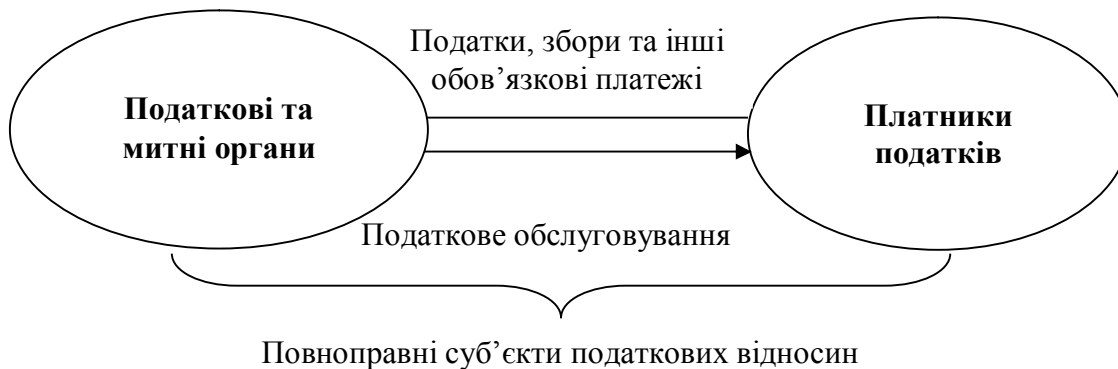 Податки, збори та інші
обов’язкові платежі
Податкові та
митні органи
Платники
податків
Податкове обслуговування
Повноправні суб’єкти податкових відносин